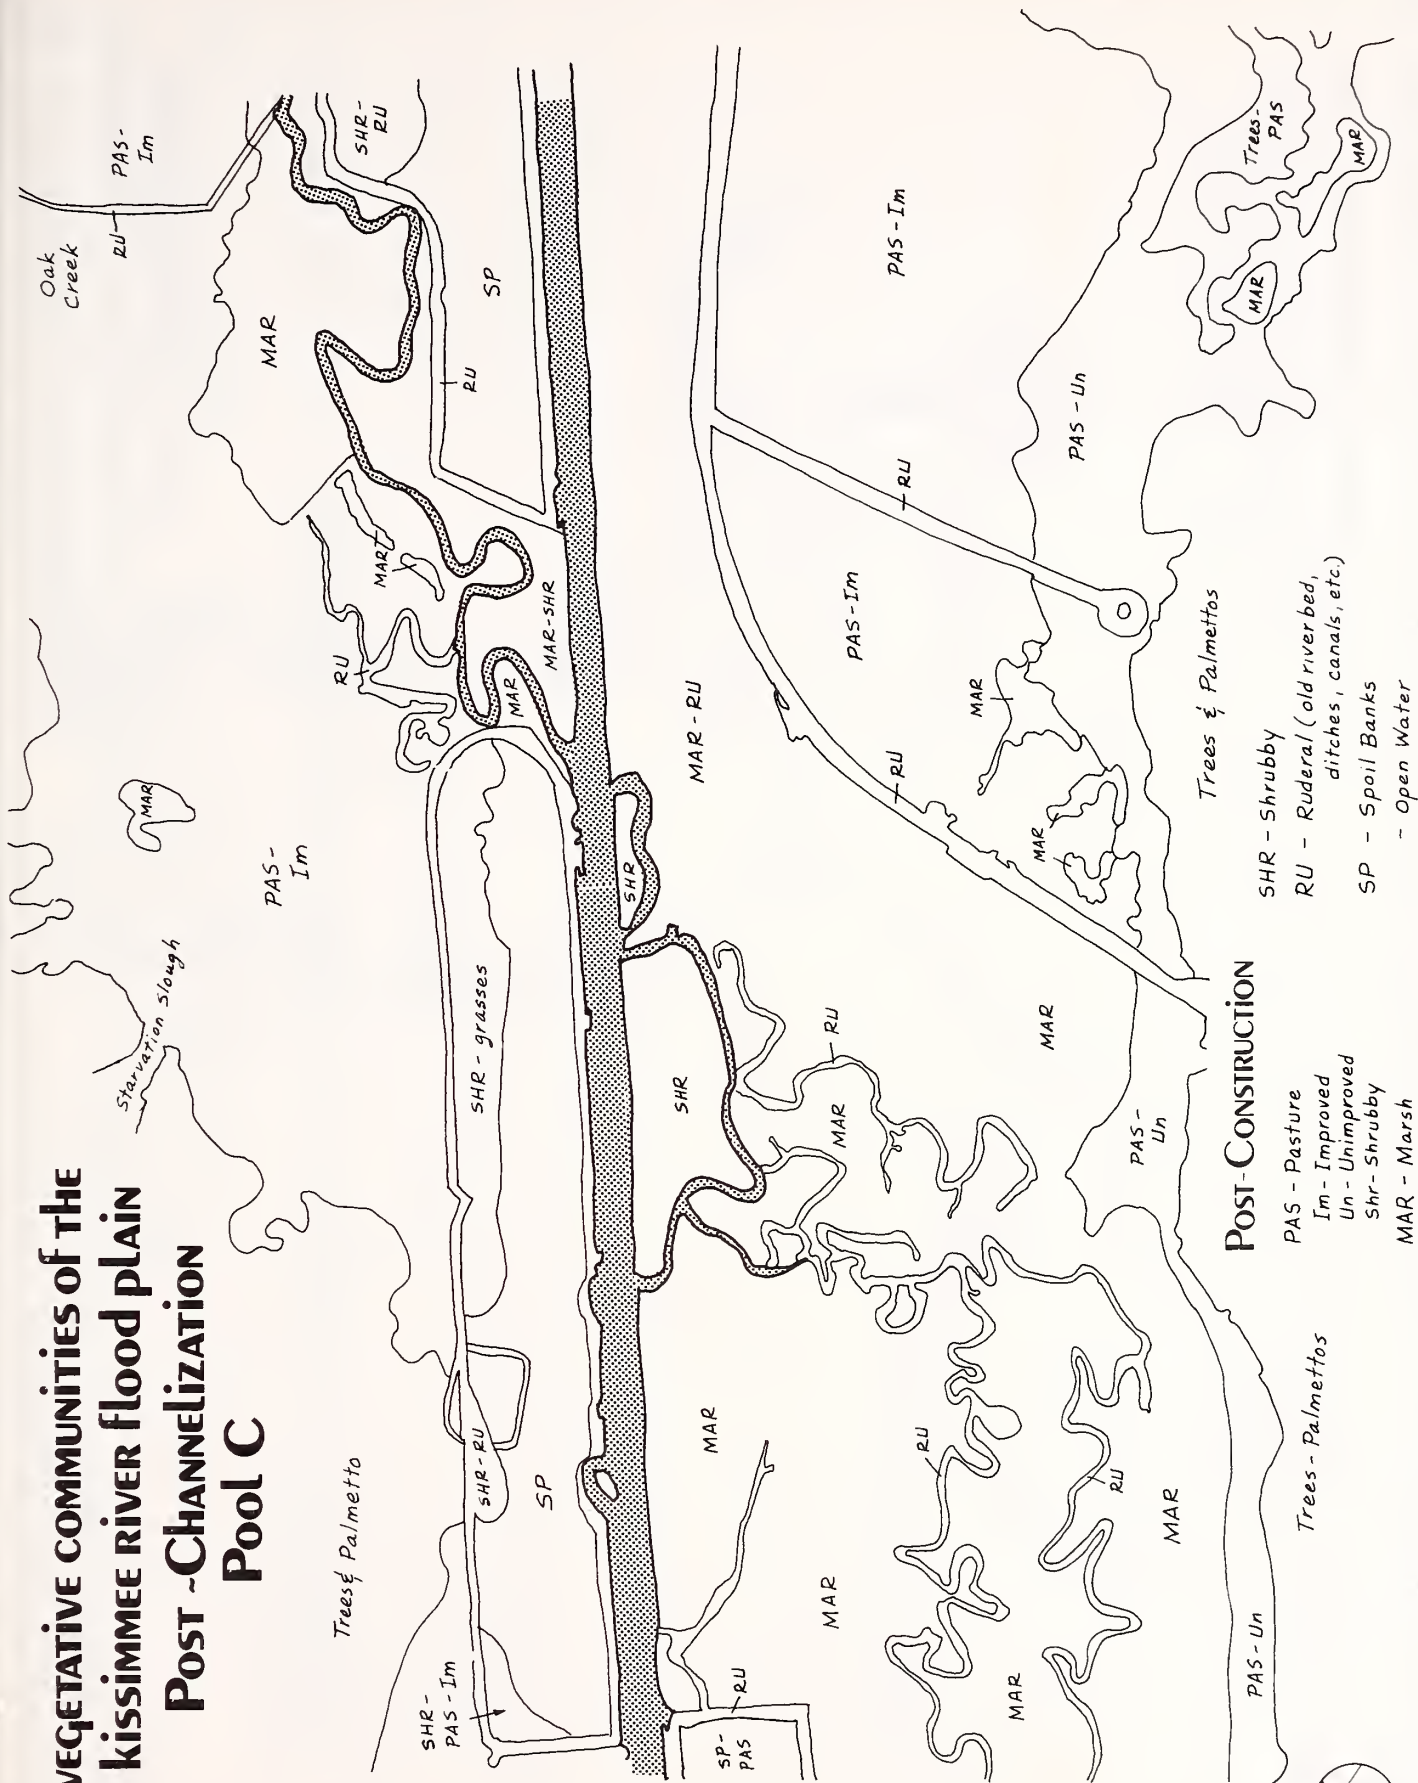 VEGETATIVE COMMUNITIES of THE
kissimmee River flood plain
Post-Channelization
Pool C
Oak
Creek
RU
PAS-
Im
MAR
Starvation Slough
PAS-
Im
MAR
SHR-
RU
Trees & Palmetto
RU
MART
RU
SP
SHR-
PAS-Im
SHR-RU
SHR-grasses
SP
MAR
MAR-SHR
SHR
SHR
MAR-RU
MAR
SP-
PAS
RU
MAR
MAR
RU
PAS-Im
PAS-Im
RU
RU
RU
MAR
MAR
MAR
MAR
RU
MAR
PAS-Un
PAS-
Un
Trees & Palmettos
PAS-Un
Trees-
PAS
MAR
MAR
Trees-Palmettos
Post-Construction
PAS - Pasture
Im - Improved
Un - Unimproved
Shr - Shrubby
MAR - Marsh
SHR - Shrubby
RU - Ruderal (old river bed,
ditches, canals, etc.)
SP - Spoil Banks
- Open Water